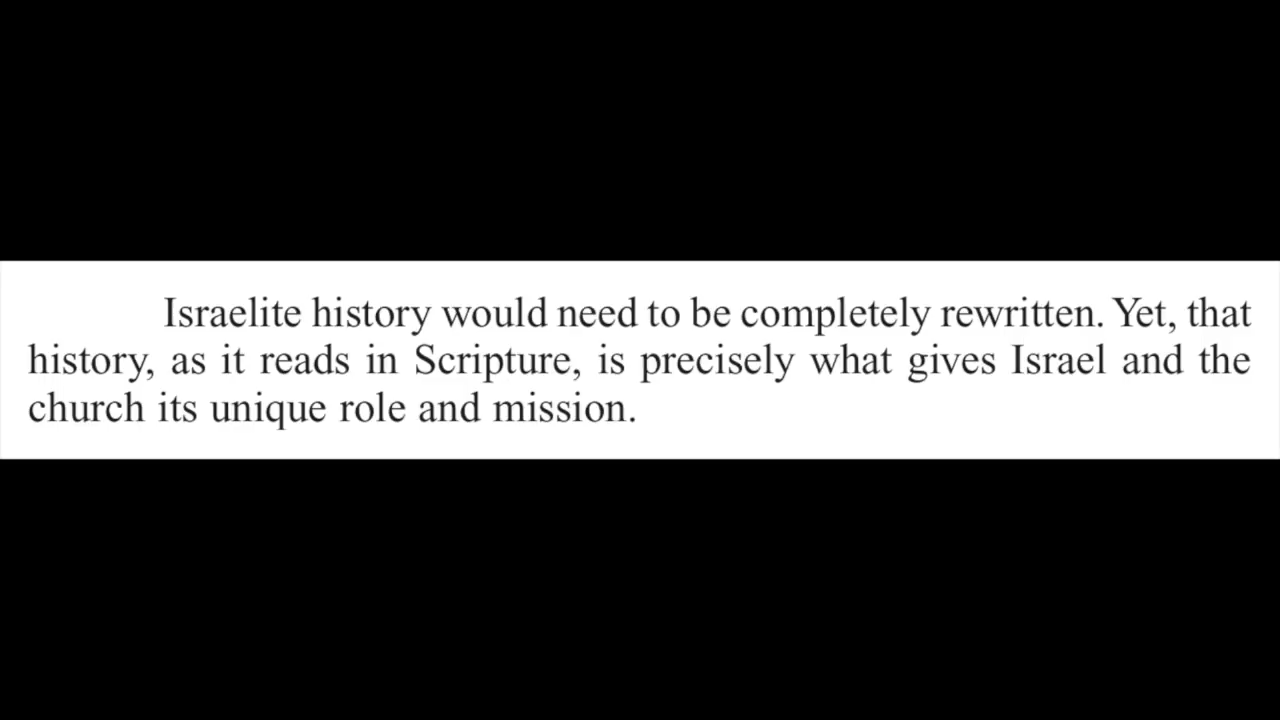 Israelite history would need to be completely rewritten. Yet, that
history, as it reads in Scripture, is precisely what gives Israel and the
church its unique role and mission.